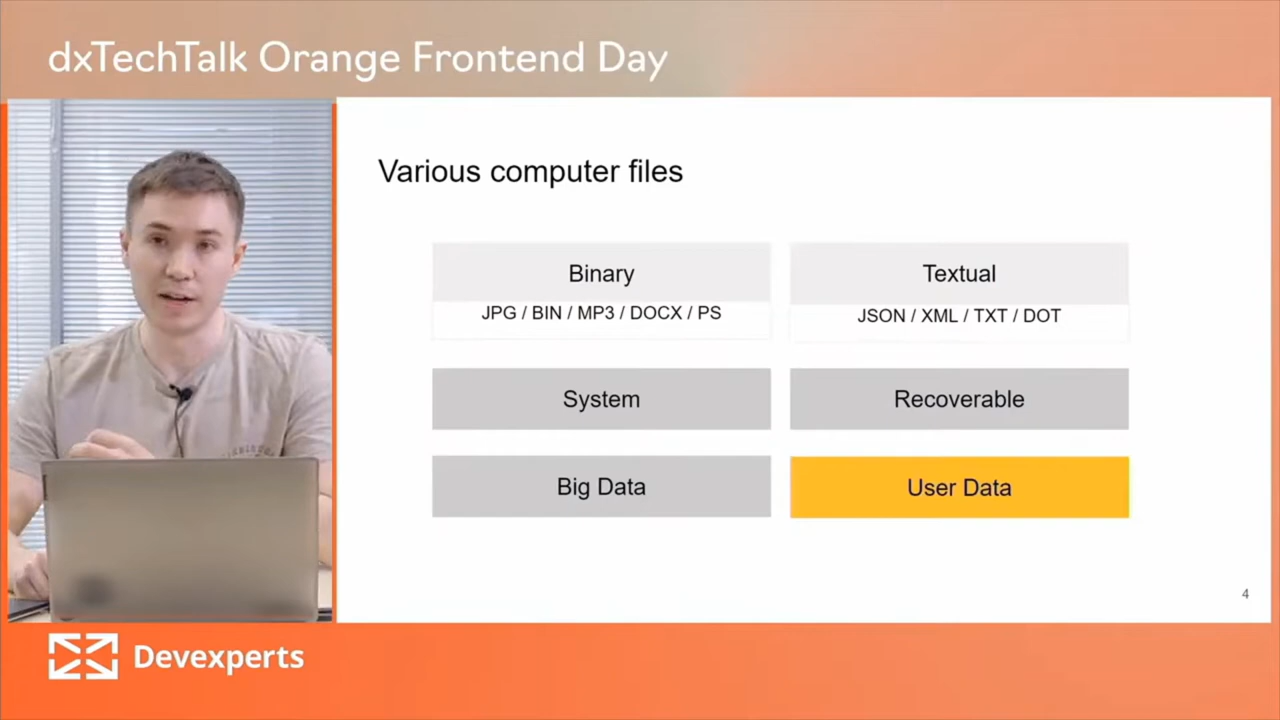 dxTechTalk Orange Frontend Day
Various computer files
Binary
JPG / BIN / MP3 / DOCX / PS
Textual
JSON / XML / TXT / DOT
System
Recoverable
Big Data
User Data
4
Devexperts